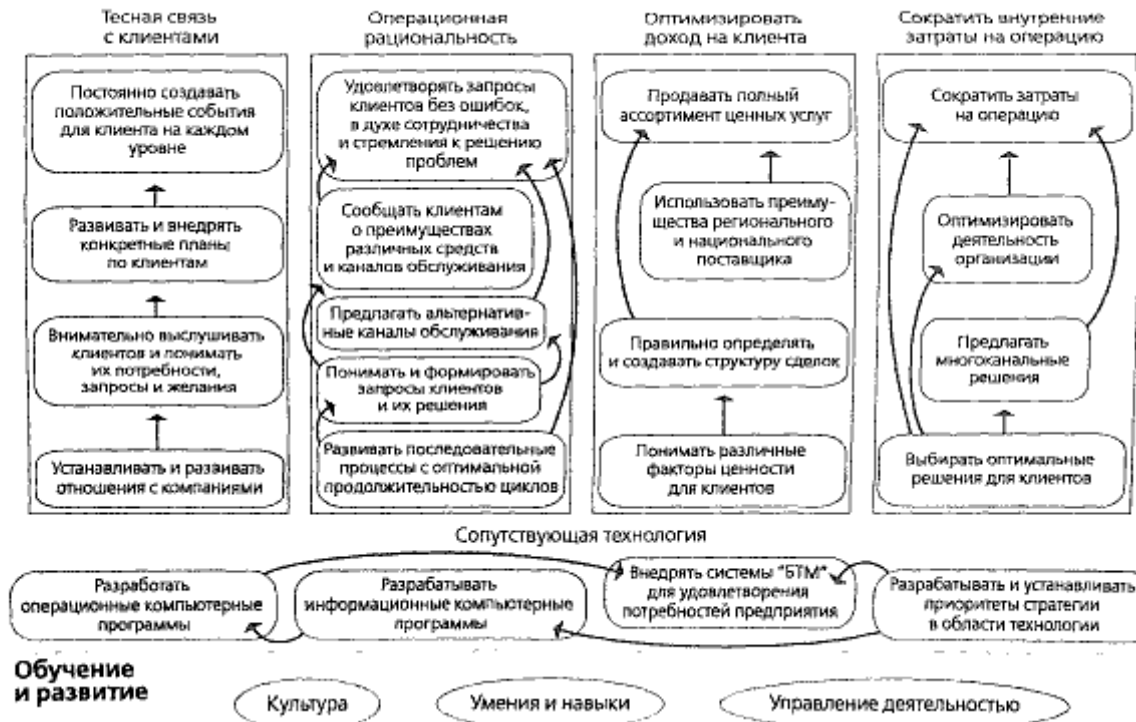 Тесная связь
с клиентами
Постоянно создавать
положительные события
для клиента на каждом
уровне
Развивать и внедрять
конкретные планы
по клиентам
Внимательно выслушивать
клиентов и понимать
их потребности,
запросы и желания
Устанавливать и развивать
отношения с компаниями
Операционная
рациональность
Удовлетворять запросы
клиентов без ошибок,
в духе сотрудничества
и стремления к решению
проблем
Сообщать клиентам
о преимуществах
различных средств
и каналов обслуживания
Предлагать альтернатив-
ные каналы обслуживания
Понимать и формировать
запросы клиентов
и их решения
Развивать последовательные
процессы с оптимальной
продолжительностью циклов
Оптимизировать
доход на клиента
Продавать полный
ассортимент ценных услуг
Использовать преиму-
щества регионального
и национального
поставщика
Правильно определять
и создавать структуру сделок
Понимать различные
факторы ценности
для клиентов
Сократить внутренние
затраты на операцию
Сократить затраты
на операцию
Оптимизировать
деятельность
организации
Предлагать
многоканальные
решения
Выбирать оптимальные
решения для клиентов
Сопутствующая технология
Разработать
операционные компьютерные
программы
Разрабатывать
информационные компьютерные
программы
Внедрять системы "БТМ"
для удовлетворения
потребностей предприятия
Разрабатывать и устанавливать
приоритеты стратегии
в области технологии
Обучение
и развитие
Культура
Умения и навыки
Управление деятельностью